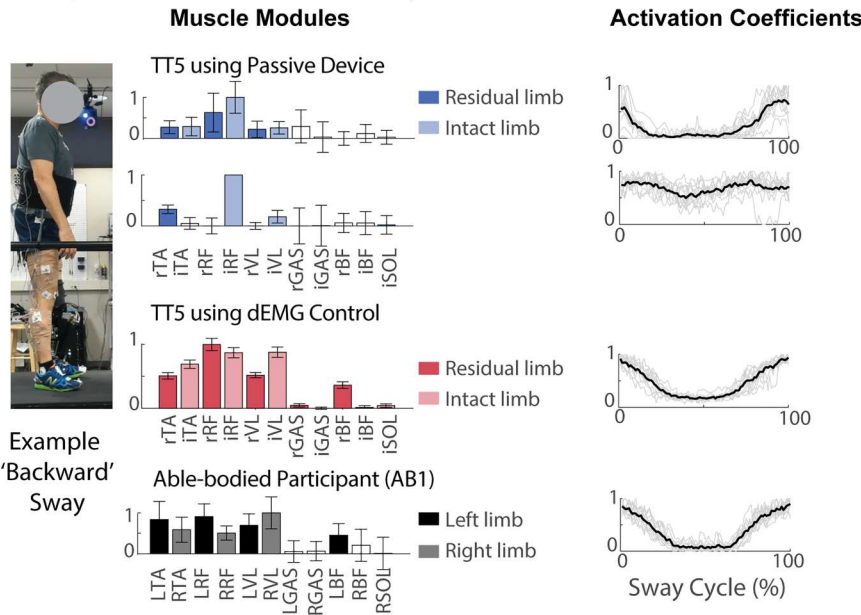 Muscle Modules
Activation Coefficients
TT5 using Passive Device
1
0
Residual limb
Intact limb
1
0
0
100
1
0
rTA
iTA
rRF
iRF
rVL
iVL
rGAS
iGAS
rBF
iBF
iSOL
1
0
0
100
TT5 using dEMG Control
1
0
Residual limb
Intact limb
rTA
iTA
rRF
iRF
rVL
iVL
rGAS
iGAS
rBF
iBF
iSOL
1
0
100
Example
'Backward'
Sway
Able-bodied Participant (AB1)
1
0
Left limb
Right limb
LTA
RTA
LRF
RRF
LVL
RVL
LGAS
RGAS
LBF
RBF
RSOL
1
0
0
100
Sway Cycle (%)